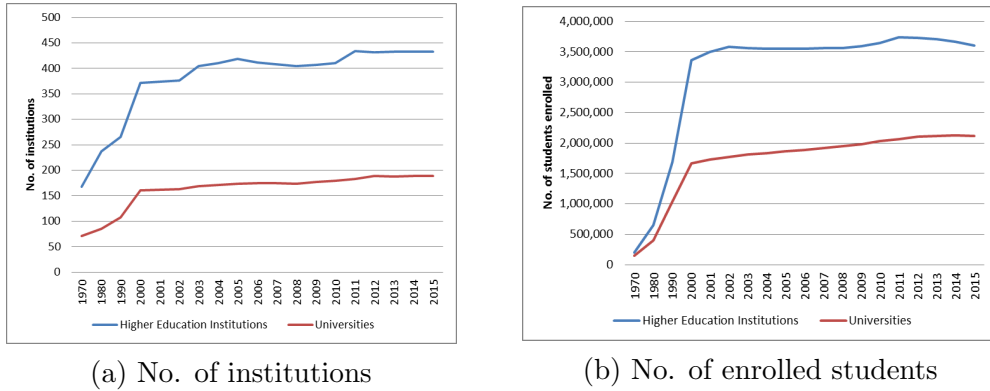 500
450
400
350
300
250
200
150
100
50
0
No. of institutions
1970 1980 1990 2000 2001 2002 2003 2004 2005 2006 2007 2008 2009 2010 2011 2012 2013 2014 2015
Higher Education Institutions Universities
(a) No. of institutions
4,000,000
3,500,000
3,000,000
2,500,000
2,000,000
1,500,000
1,000,000
500,000
0
No. of students enrolled
1970 1980 1990 2000 2001 2002 2003 2004 2005 2006 2007 2008 2009 2010 2011 2012 2013 2014 2015
Higher Education Institutions Universities
(b) No. of enrolled students